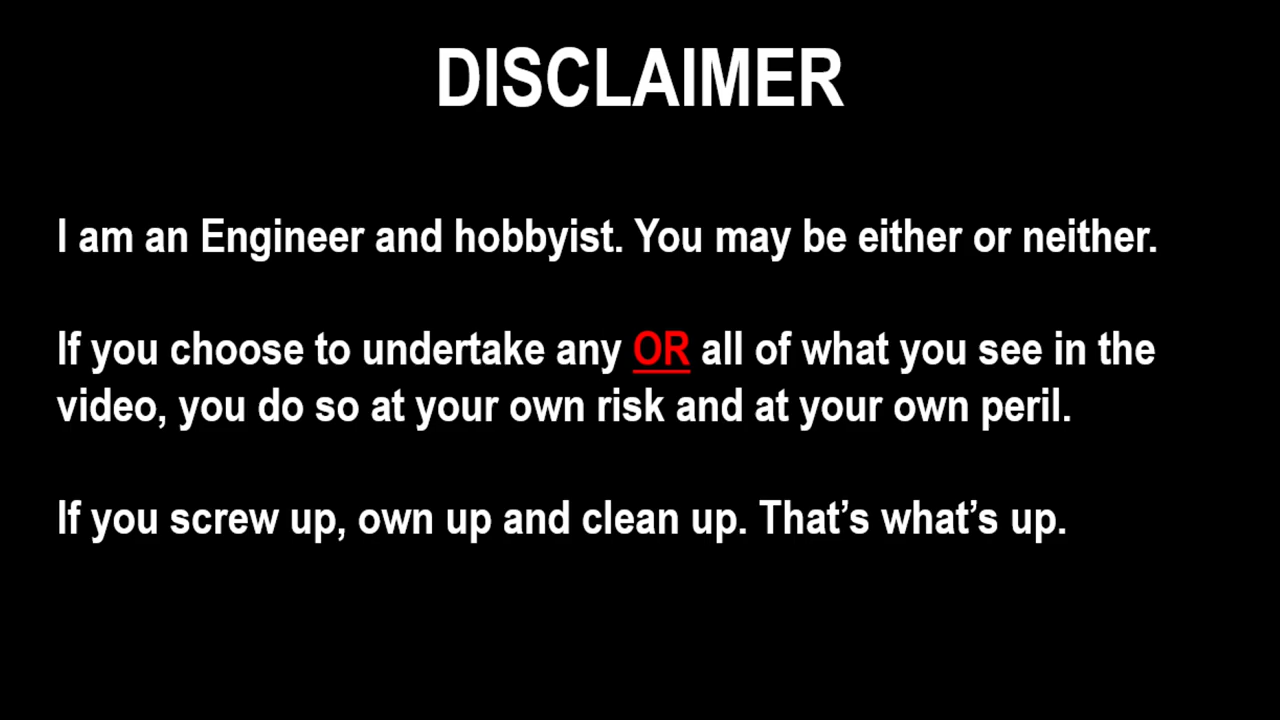 DISCLAIMER
I am an Engineer and hobbyist. You may be either or neither.
If you choose to undertake any OR all of what you see in the
video, you do so at your own risk and at your own peril.
If you screw up, own up and clean up. That’s what’s up.